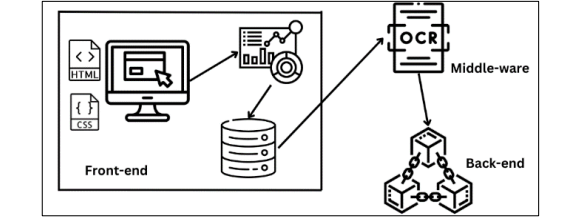 HTML
CSS
Front-end
OCR
Middle-ware
Back-end